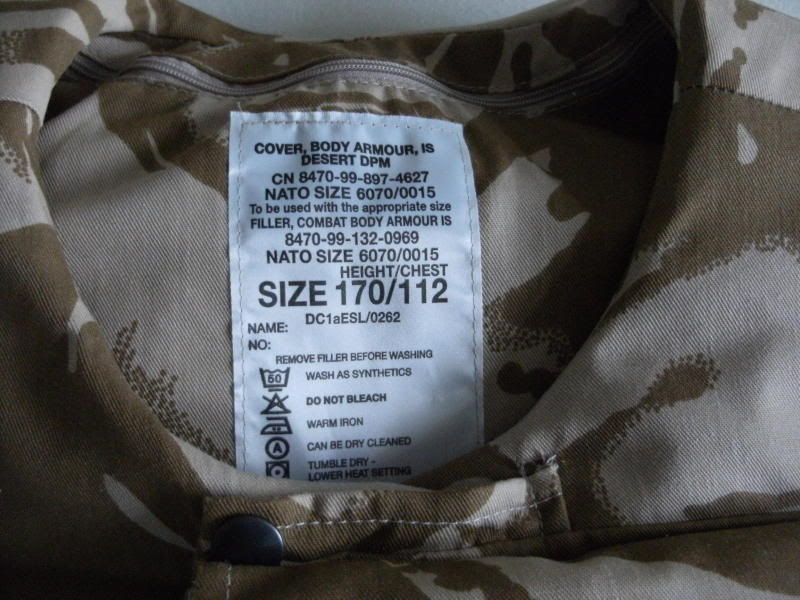 COVER, BODY ARMOUR, IS
DESERT DPM
CN 8470-99-897-4627
NATO SIZE 6070/0015
To be used with the appropriate size
FILLER, COMBAT BODY ARMOUR IS
8470-99-132-0969
NATO SIZE 6070/0015
HEIGHT/CHEST
SIZE 170/112
DC1aESL/0262
NAME:
NO:
REMOVE FILLER BEFORE WASHING
50 WASH AS SYNTHETICS
DO NOT BLEACH
WARM IRON
A CAN BE DRY CLEANED
TUMBLE DRY -
LOWER HEAT SETTING